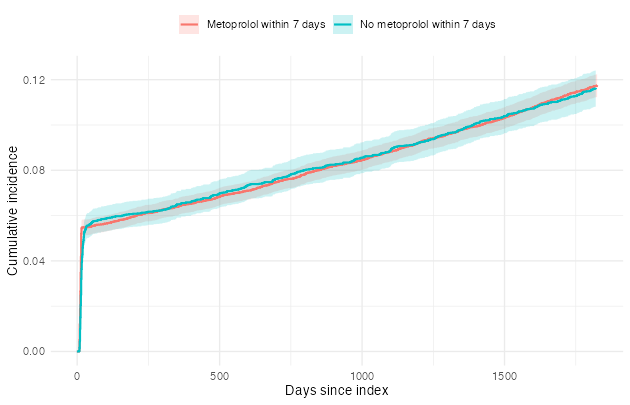 Metoprolol within 7 days No metoprolol within 7 days
0.12
0.08
0.04
0.00
Cumulative incidence
0 500 1000 1500
Days since index